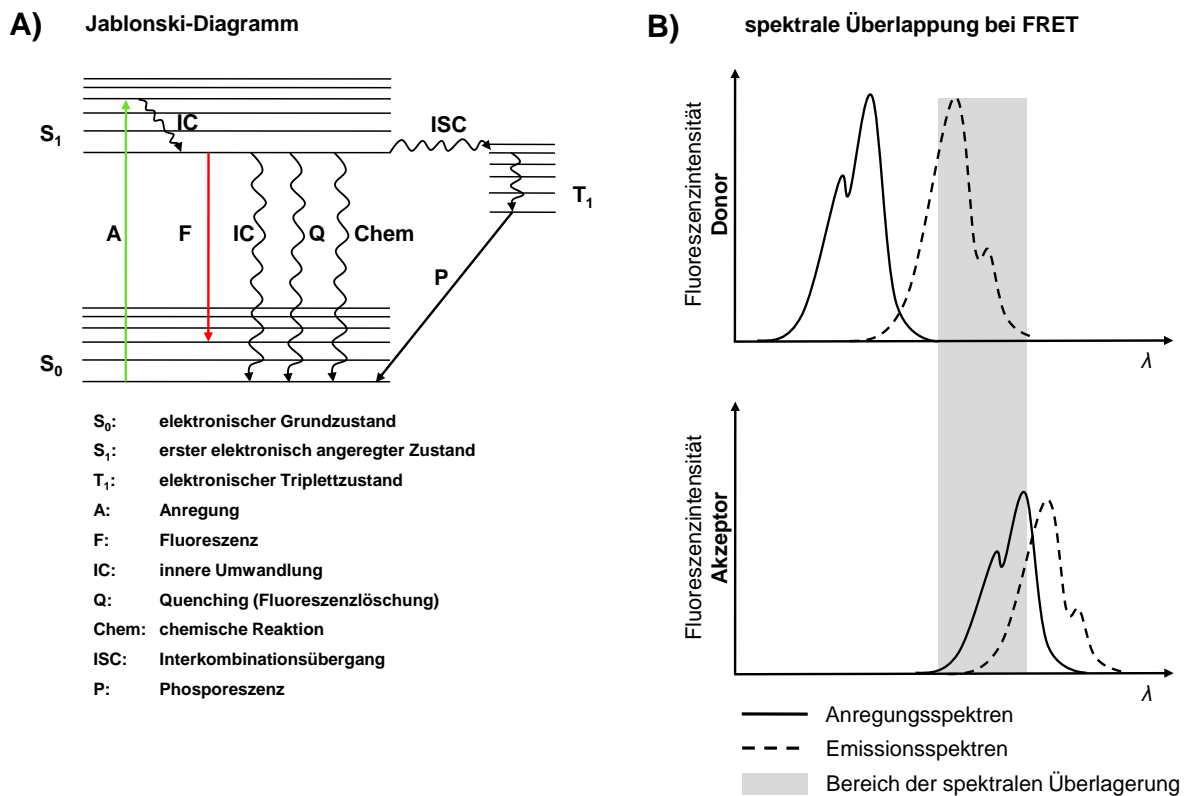 A) Jablonski-Diagramm
S₁
IC
ISC
T₁
A
F
IC
Q
Chem
P
S₀
S₀: elektronischer Grundzustand
S₁: erster elektronisch angeregter Zustand
T₁: elektronischer Triplettzustand
A: Anregung
F: Fluoreszenz
IC: innere Umwandlung
Q: Quenching (Fluoreszenzlöschung)
Chem: chemische Reaktion
ISC: Interkombinationsübergang
P: Phosporeszenz
B) spektrale Überlappung bei FRET
Fluoreszenzintensität
Donor
λ
Fluoreszenzintensität
Akzeptor
λ
Anregungsspektren
Emissionsspektren
Bereich der spektralen Überlagerung